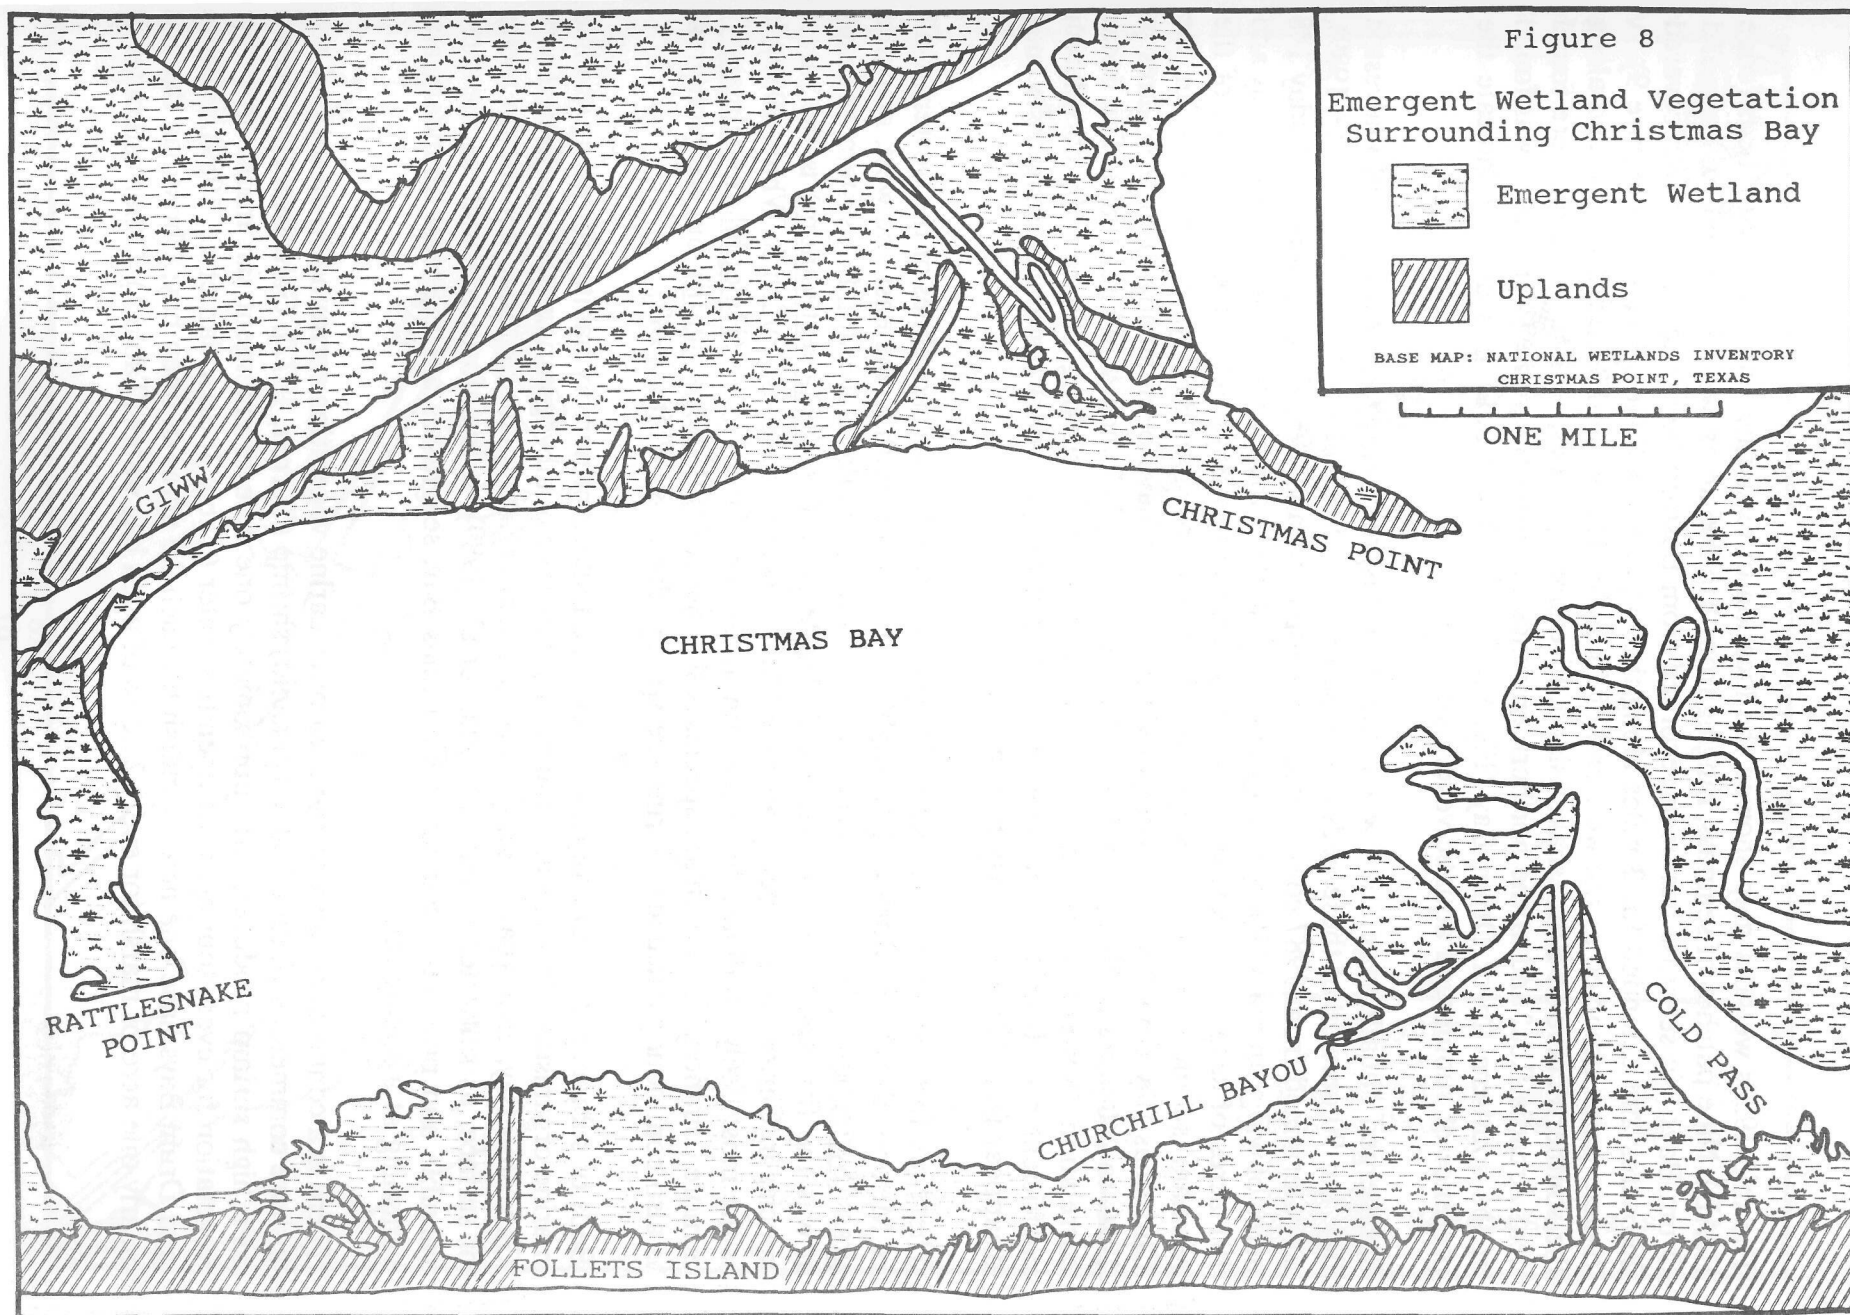 Figure 8
Emergent Wetland Vegetation
Surrounding Christmas Bay
Emergent Wetland
Uplands
BASE MAP: NATIONAL WETLANDS INVENTORY
CHRISTMAS POINT, TEXAS
ONE MILE
GIWW
CHRISTMAS POINT
CHRISTMAS BAY
RATTLESNAKE
POINT
COLD PASS
CHURCHILL BAYOU
FOLLETS ISLAND